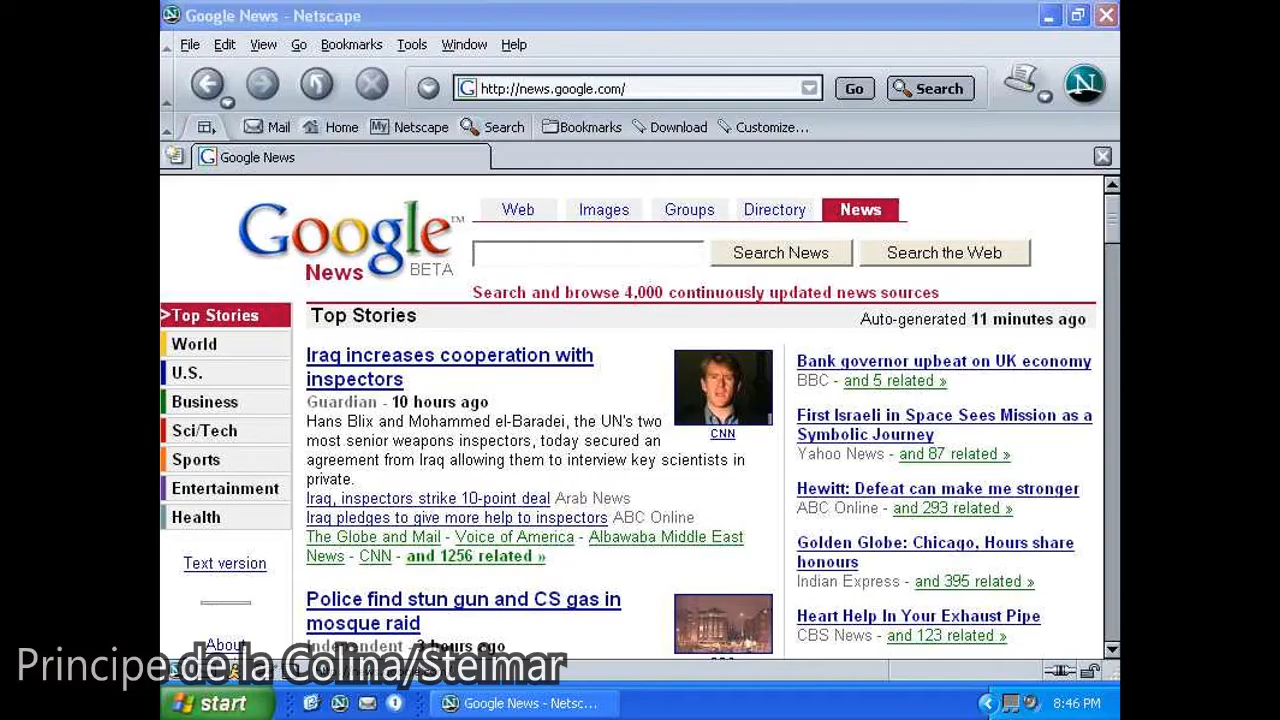 Google News - Netscape
File Edit View Go Bookmarks Tools Window Help
http://news.google.com/ Go Search
Mail Home My Netscape Search Bookmarks Download Customize...
Google News
Web Images Groups Directory News
Google™
News BETA
Search News Search the Web
Search and browse 4,000 continuously updated news sources
>Top Stories
World
U.S.
Business
Sci/Tech
Sports
Entertainment
Health
Text version
About
Top Stories
Auto-generated 11 minutes ago
Iraq increases cooperation with
inspectors
Guardian - 10 hours ago
Hans Blix and Mohammed el-Baradei, the UN's two
most senior weapons inspectors, today secured an
agreement from Iraq allowing them to interview key scientists in
private.
Iraq, inspectors strike 10-point deal Arab News
Iraq pledges to give more help to inspectors ABC Online
The Globe and Mail - Voice of America - Albawaba Middle East
News - CNN - and 1256 related »
CNN
Police find stun gun and CS gas in
mosque raid
Independent - 3 hours ago
Bank governor upbeat on UK economy
BBC - and 5 related »
First Israeli in Space Sees Mission as a
Symbolic Journey
Yahoo News - and 87 related »
Hewitt: Defeat can make me stronger
ABC Online - and 293 related »
Golden Globe: Chicago, Hours share
honours
Indian Express - and 395 related »
Heart Help In Your Exhaust Pipe
CBS News - and 123 related »
Principe de la Colina/Steimar
start Google News - Netsc... 8:46 PM